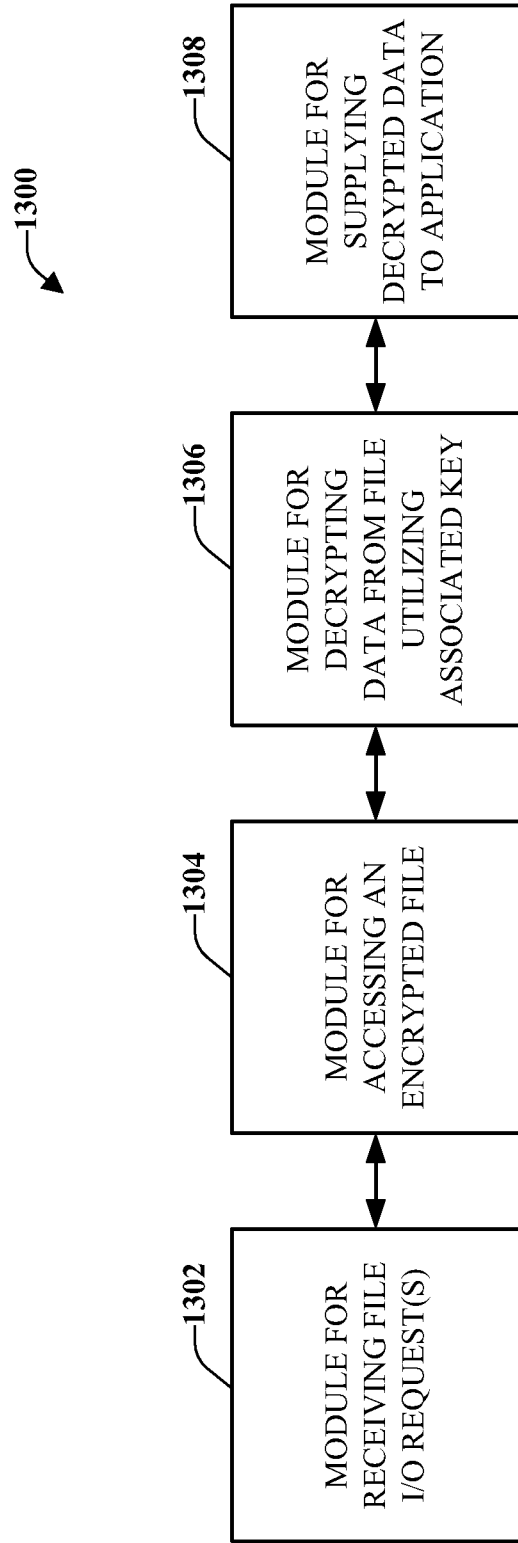 1300
1302
MODULE FOR
RECEIVING FILE
I/O REQUEST(S)
1304
MODULE FOR
ACCESSING AN
ENCRYPTED FILE
1306
MODULE FOR
DECRYPTING
DATA FROM FILE
UTILIZING
ASSOCIATED KEY
1308
MODULE FOR
SUPPLYING
DECRYPTED DATA
TO APPLICATION